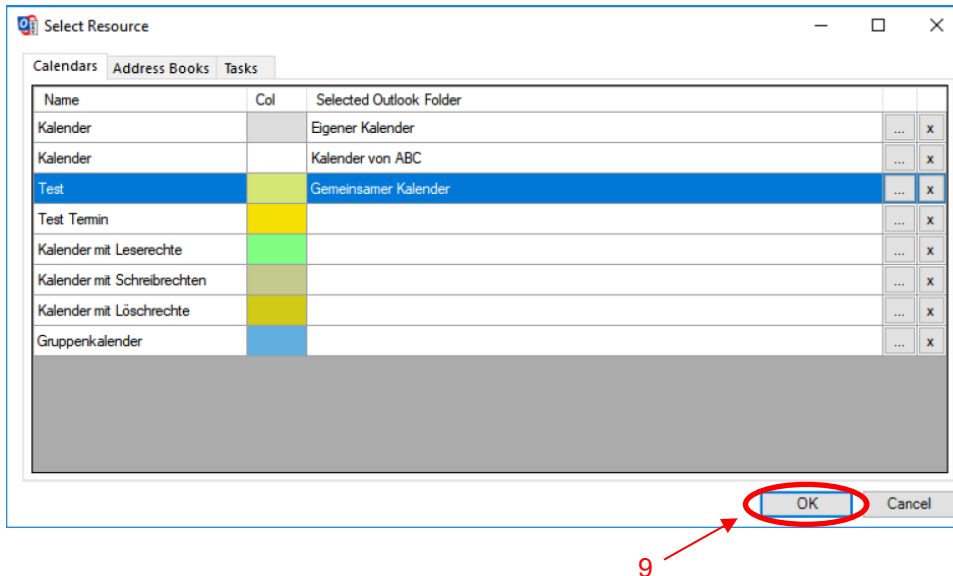 Select Resource
Calendars Address Books Tasks
Name Col Selected Outlook Folder
Kalender Eigener Kalender ... x
Kalender Kalender von ABC ... x
Test Gemeinsamer Kalender ... x
Test Termin ... x
Kalender mit Leserechte ... x
Kalender mit Schreibrechten ... x
Kalender mit Löschrechte ... x
Gruppenkalender ... x
OK Cancel
9